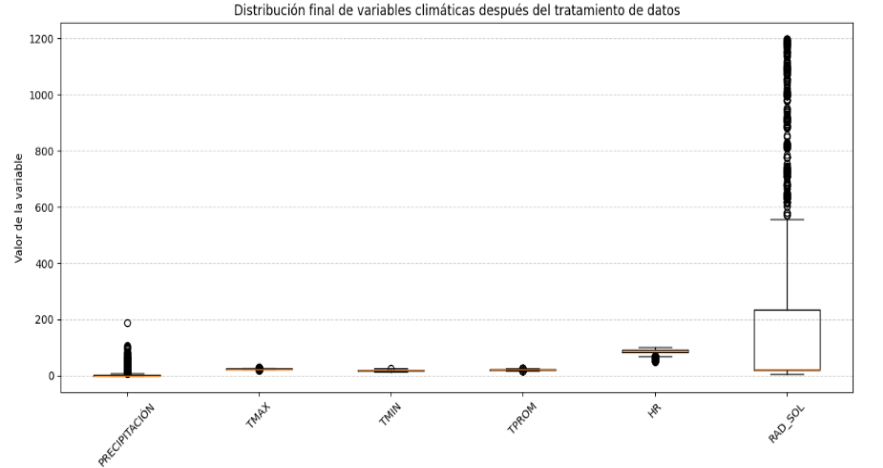 Distribución final de variables climáticas después del tratamiento de datos
1200
1000
800
600
400
200
0
Valor de la variable
PRECIPITACIÓN
TMAX
TMIN
TPROM
HR
RAD_SOL